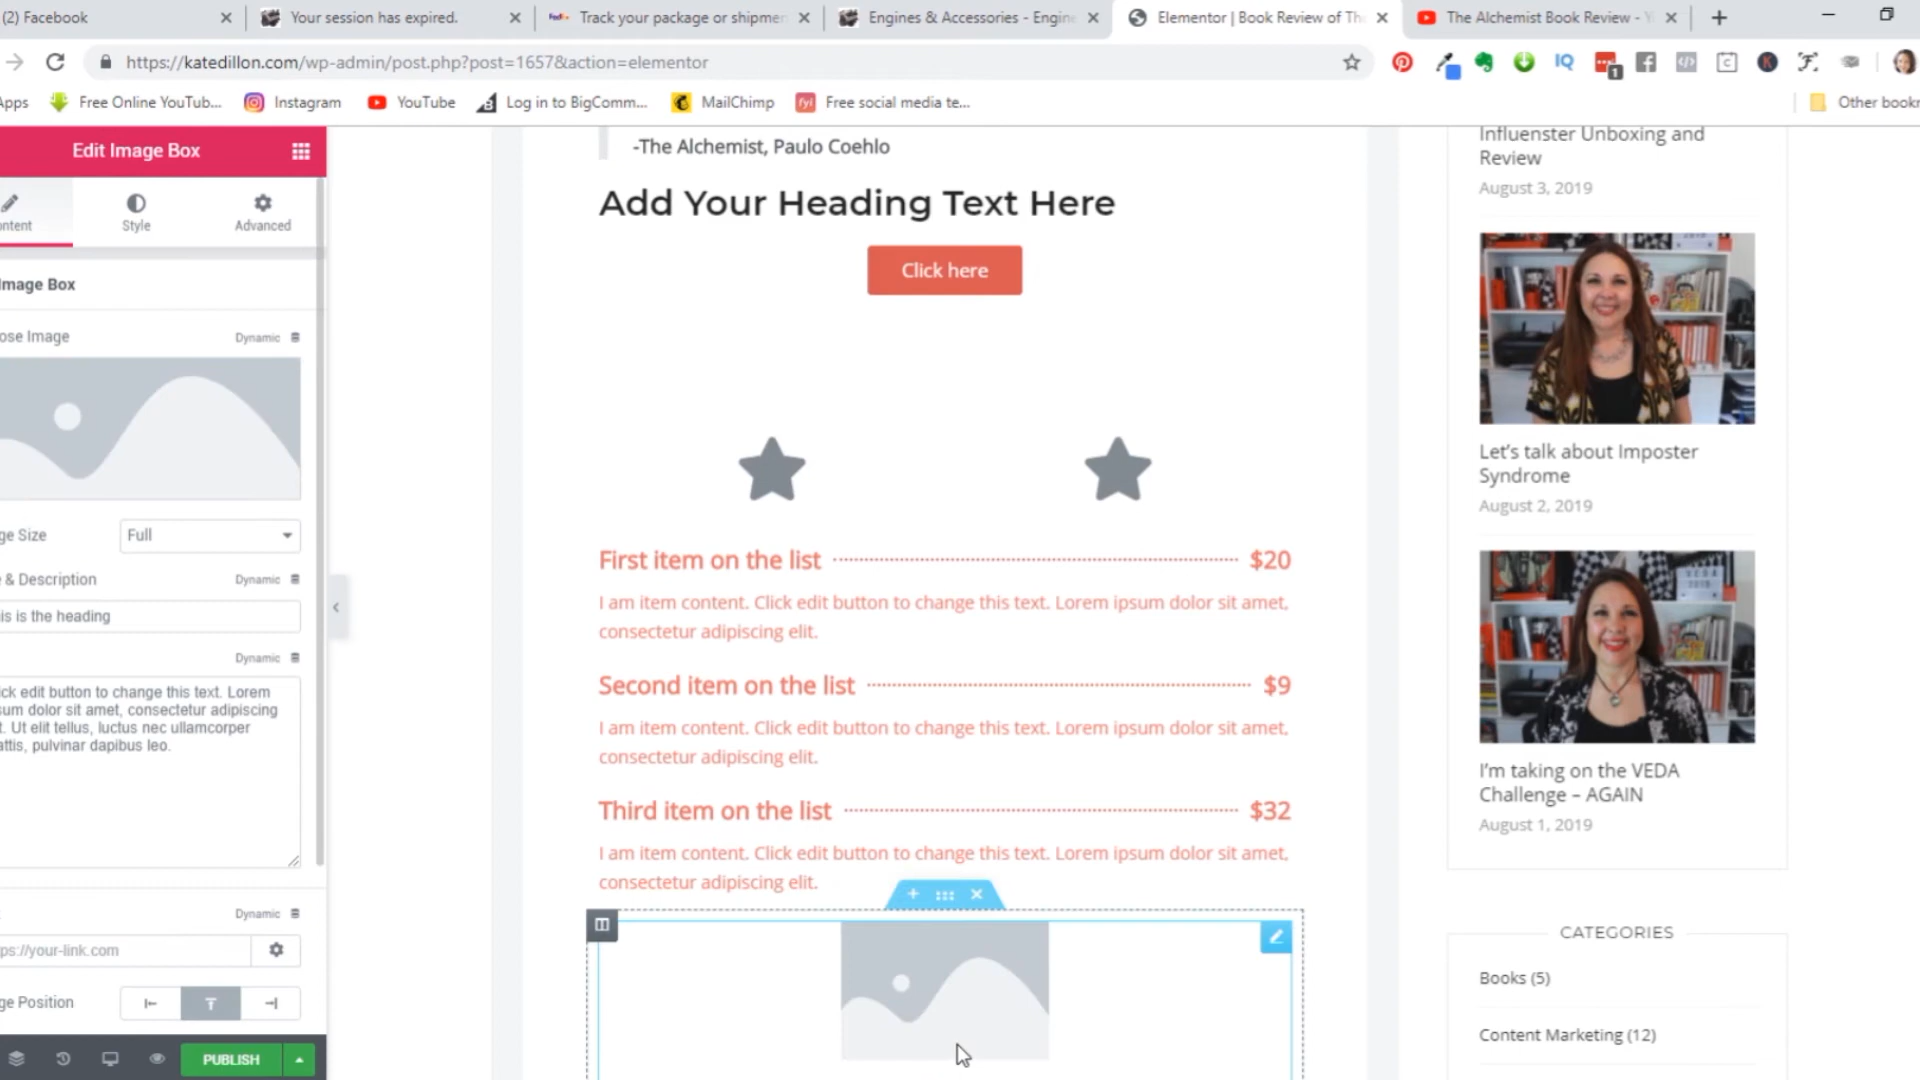 (2) Facebook
Your session has expired.
Track your package or shipmen
Engines & Accessories - Engine
Elementor | Book Review of Th
The Alchemist Book Review - Y
https://katedillon.com/wp-admin/post.php?post=1657&action=elementor
1
Apps
Free Online YouTub...
Instagram
YouTube
Log in to BigComm...
MailChimp
Free social media te...
Other bookm
Edit Image Box
ontent
Style
Advanced
Image Box
ose Image
Dynamic
ge Size
Full
e & Description
Dynamic
is is the heading
Dynamic
ick edit button to change this text. Lorem
sum dolor sit amet, consectetur adipiscing
t. Ut elit tellus, luctus nec ullamcorper
attis, pulvinar dapibus leo.
Dynamic
ps://your-link.com
ge Position
PUBLISH
-The Alchemist, Paulo Coehlo
Add Your Heading Text Here
Click here
First item on the list $20
I am item content. Click edit button to change this text. Lorem ipsum dolor sit amet,
consectetur adipiscing elit.
Second item on the list $9
I am item content. Click edit button to change this text. Lorem ipsum dolor sit amet,
consectetur adipiscing elit.
Third item on the list $32
I am item content. Click edit button to change this text. Lorem ipsum dolor sit amet,
consectetur adipiscing elit.
Influenster Unboxing and
Review
August 3, 2019
Let's talk about Imposter
Syndrome
August 2, 2019
I'm taking on the VEDA
Challenge – AGAIN
August 1, 2019
CATEGORIES
Books (5)
Content Marketing (12)